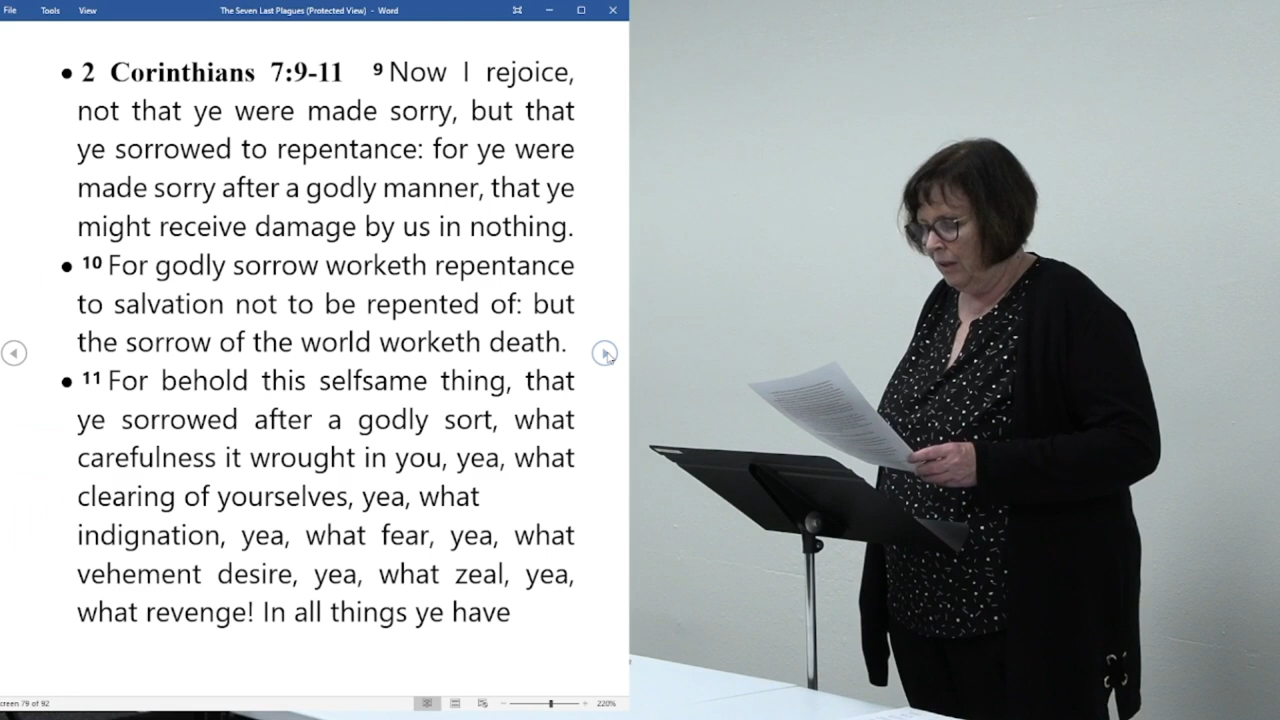 File Tools View The Seven Last Plagues (Protected View) - Word
• 2 Corinthians 7:9-11 9 Now I rejoice,
not that ye were made sorry, but that
ye sorrowed to repentance: for ye were
made sorry after a godly manner, that ye
might receive damage by us in nothing.
• 10 For godly sorrow worketh repentance
to salvation not to be repented of: but
the sorrow of the world worketh death.
• 11 For behold this selfsame thing, that
ye sorrowed after a godly sort, what
carefulness it wrought in you, yea, what
clearing of yourselves, yea, what
indignation, yea, what fear, yea, what
vehement desire, yea, what zeal, yea,
what revenge! In all things ye have
creen 79 of 92 220%